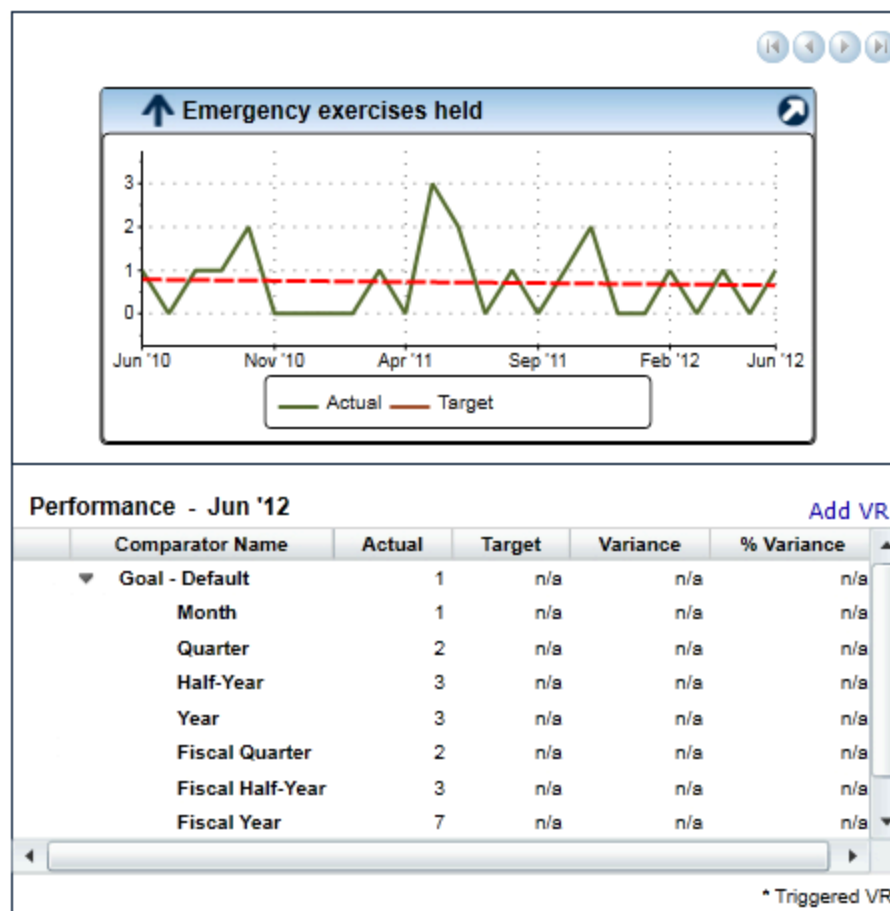 Emergency exercises held
3
2
1
0
Jun '10 Nov '10 Apr '11 Sep '11 Feb '12 Jun '12
Actual Target
Performance - Jun '12 Add VR
Comparator Name Actual Target Variance % Variance
Goal - Default 1 n/a n/a n/a
Month 1 n/a n/a n/a
Quarter 2 n/a n/a n/a
Half-Year 3 n/a n/a n/a
Year 3 n/a n/a n/a
Fiscal Quarter 2 n/a n/a n/a
Fiscal Half-Year 3 n/a n/a n/a
Fiscal Year 7 n/a n/a n/a
* Triggered VR